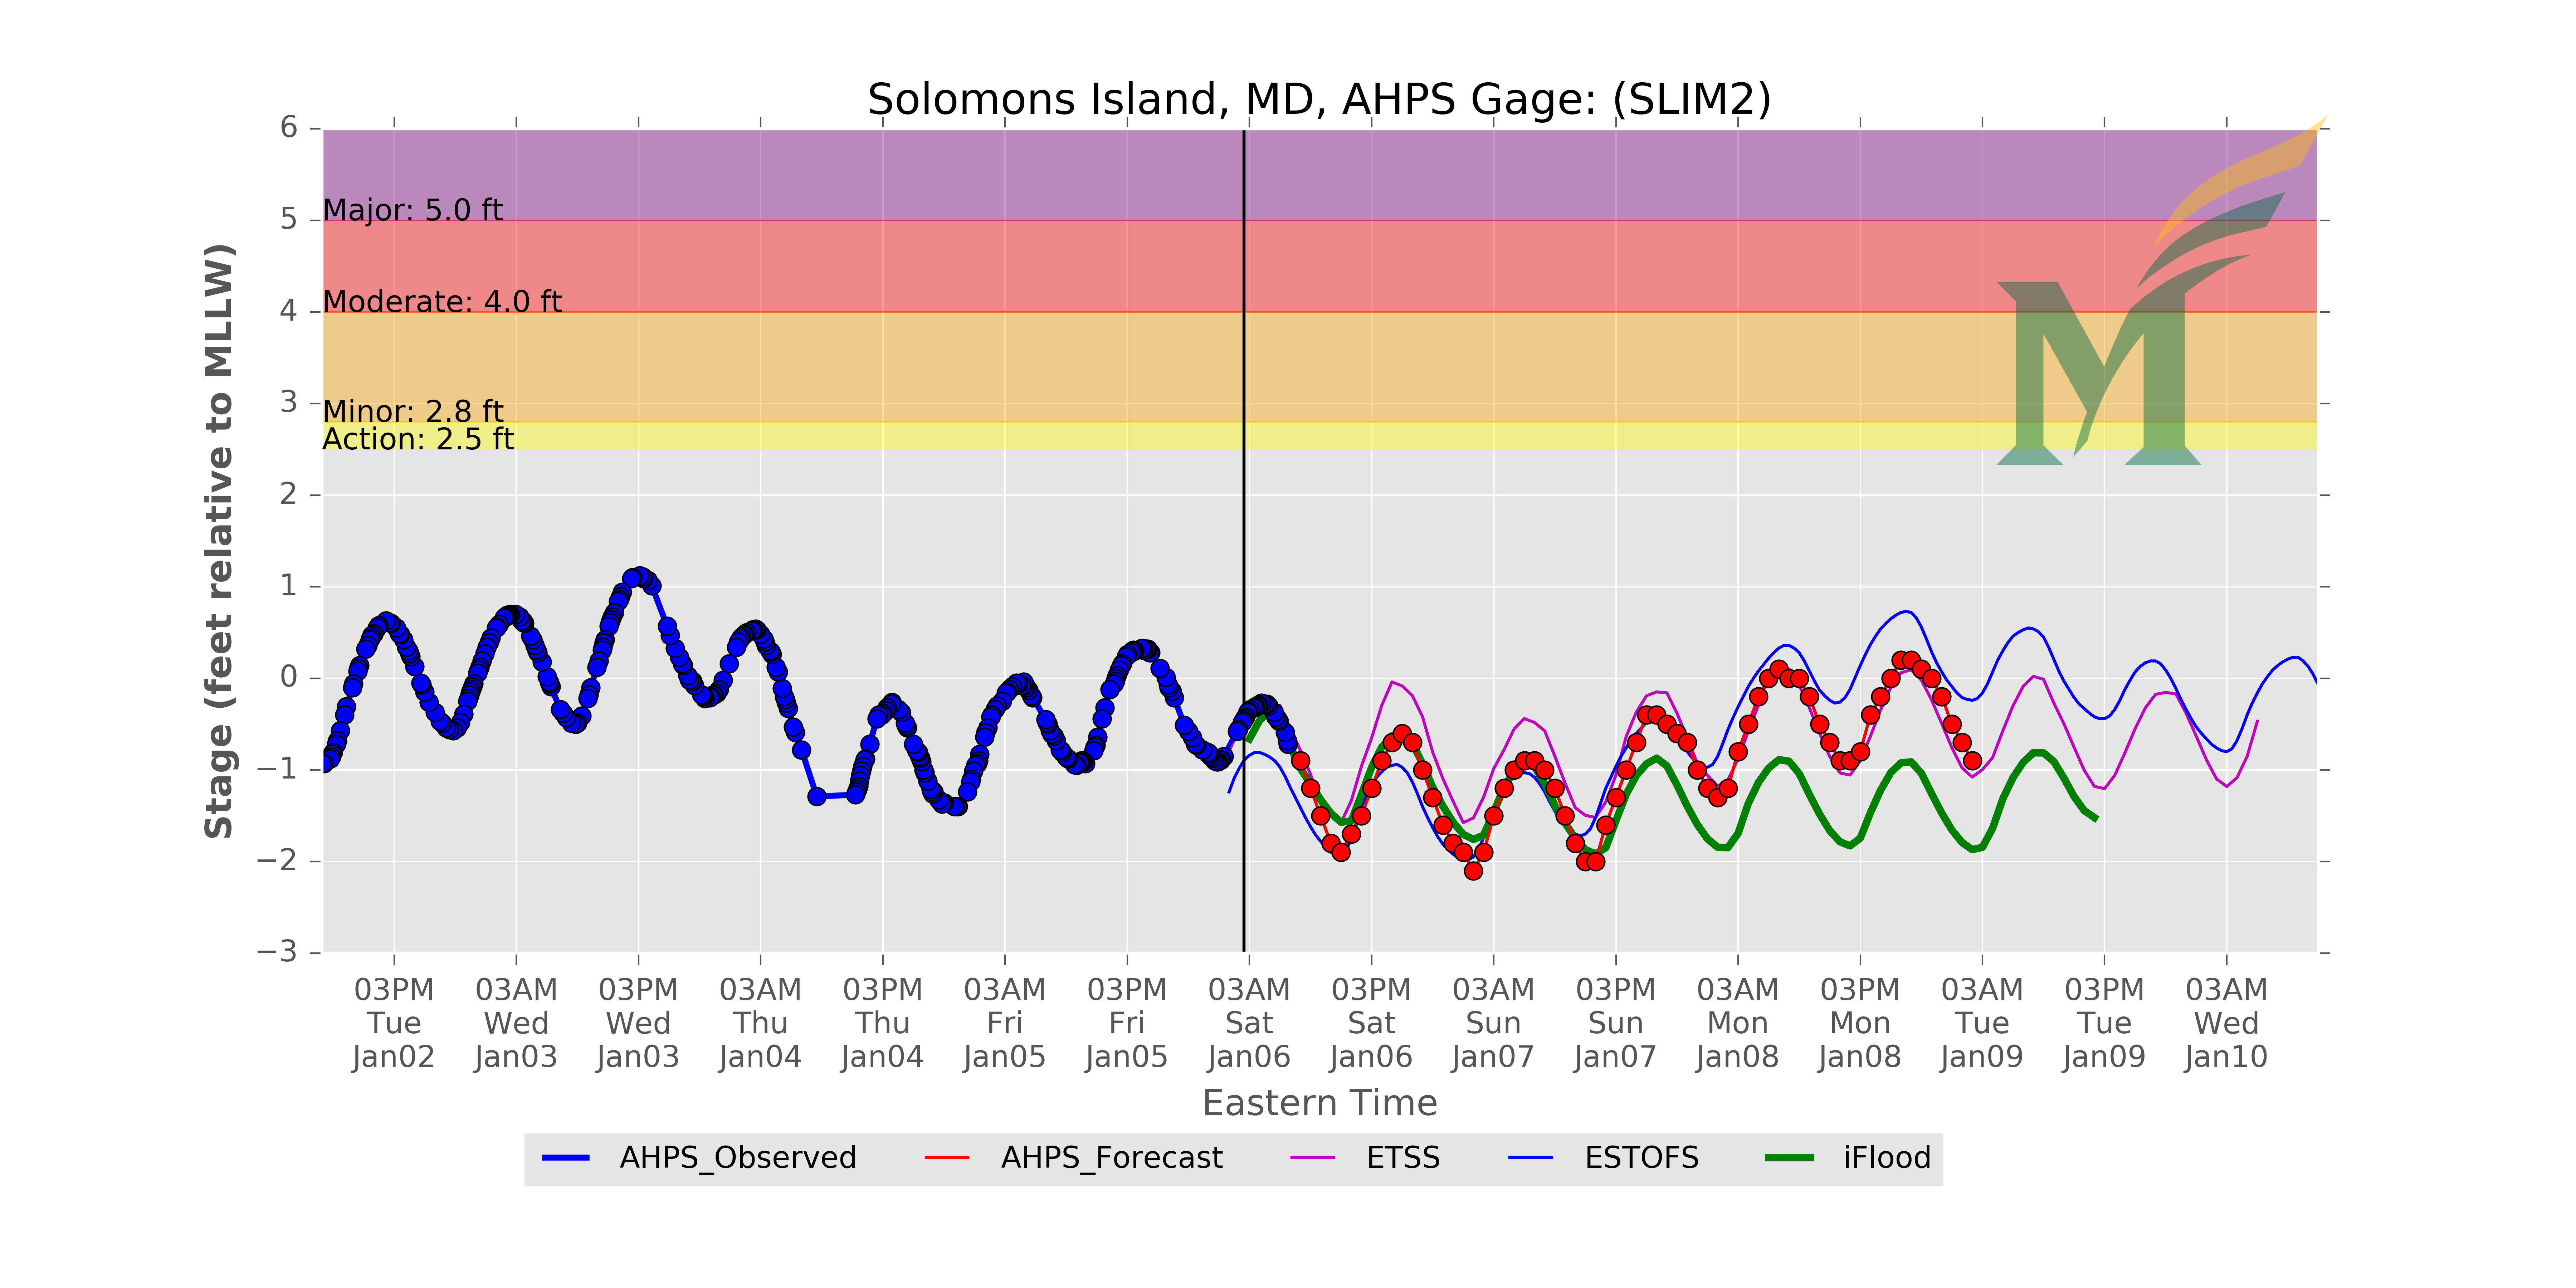 Solomons Island, MD, AHPS Gage: (SLIM2)
Stage (feet relative to MLLW)
6
5
4
3
2
1
0
−1
−2
−3
Major: 5.0 ft
Moderate: 4.0 ft
Minor: 2.8 ft
Action: 2.5 ft
M
03PM 03AM 03PM 03AM 03PM 03AM 03PM 03AM 03PM 03AM 03PM 03AM 03PM 03AM 03PM 03AM
Tue Wed Wed Thu Thu Fri Fri Sat Sat Sun Sun Mon Mon Tue Tue Wed
Jan02 Jan03 Jan03 Jan04 Jan04 Jan05 Jan05 Jan06 Jan06 Jan07 Jan07 Jan08 Jan08 Jan09 Jan09 Jan10
Eastern Time
AHPS_Observed AHPS_Forecast ETSS ESTOFS iFlood